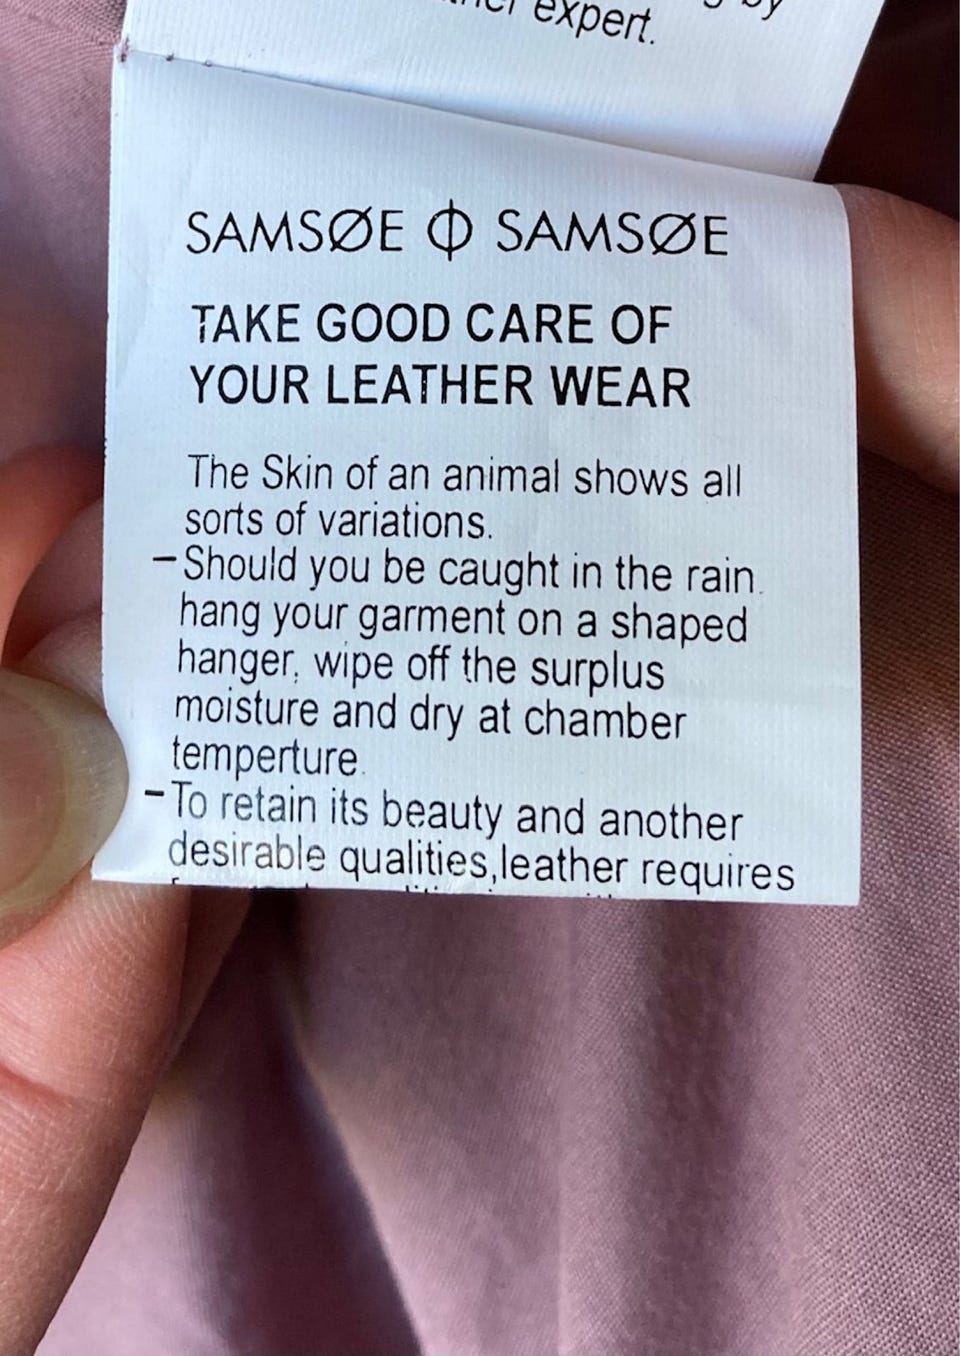 expert.
by
SAMSØE Φ SAMSØE
TAKE GOOD CARE OF
YOUR LEATHER WEAR
The Skin of an animal shows all
sorts of variations.
-Should you be caught in the rain.
hang your garment on a shaped
hanger, wipe off the surplus
moisture and dry at chamber
temperture.
-To retain its beauty and another
desirable qualities,leather requires